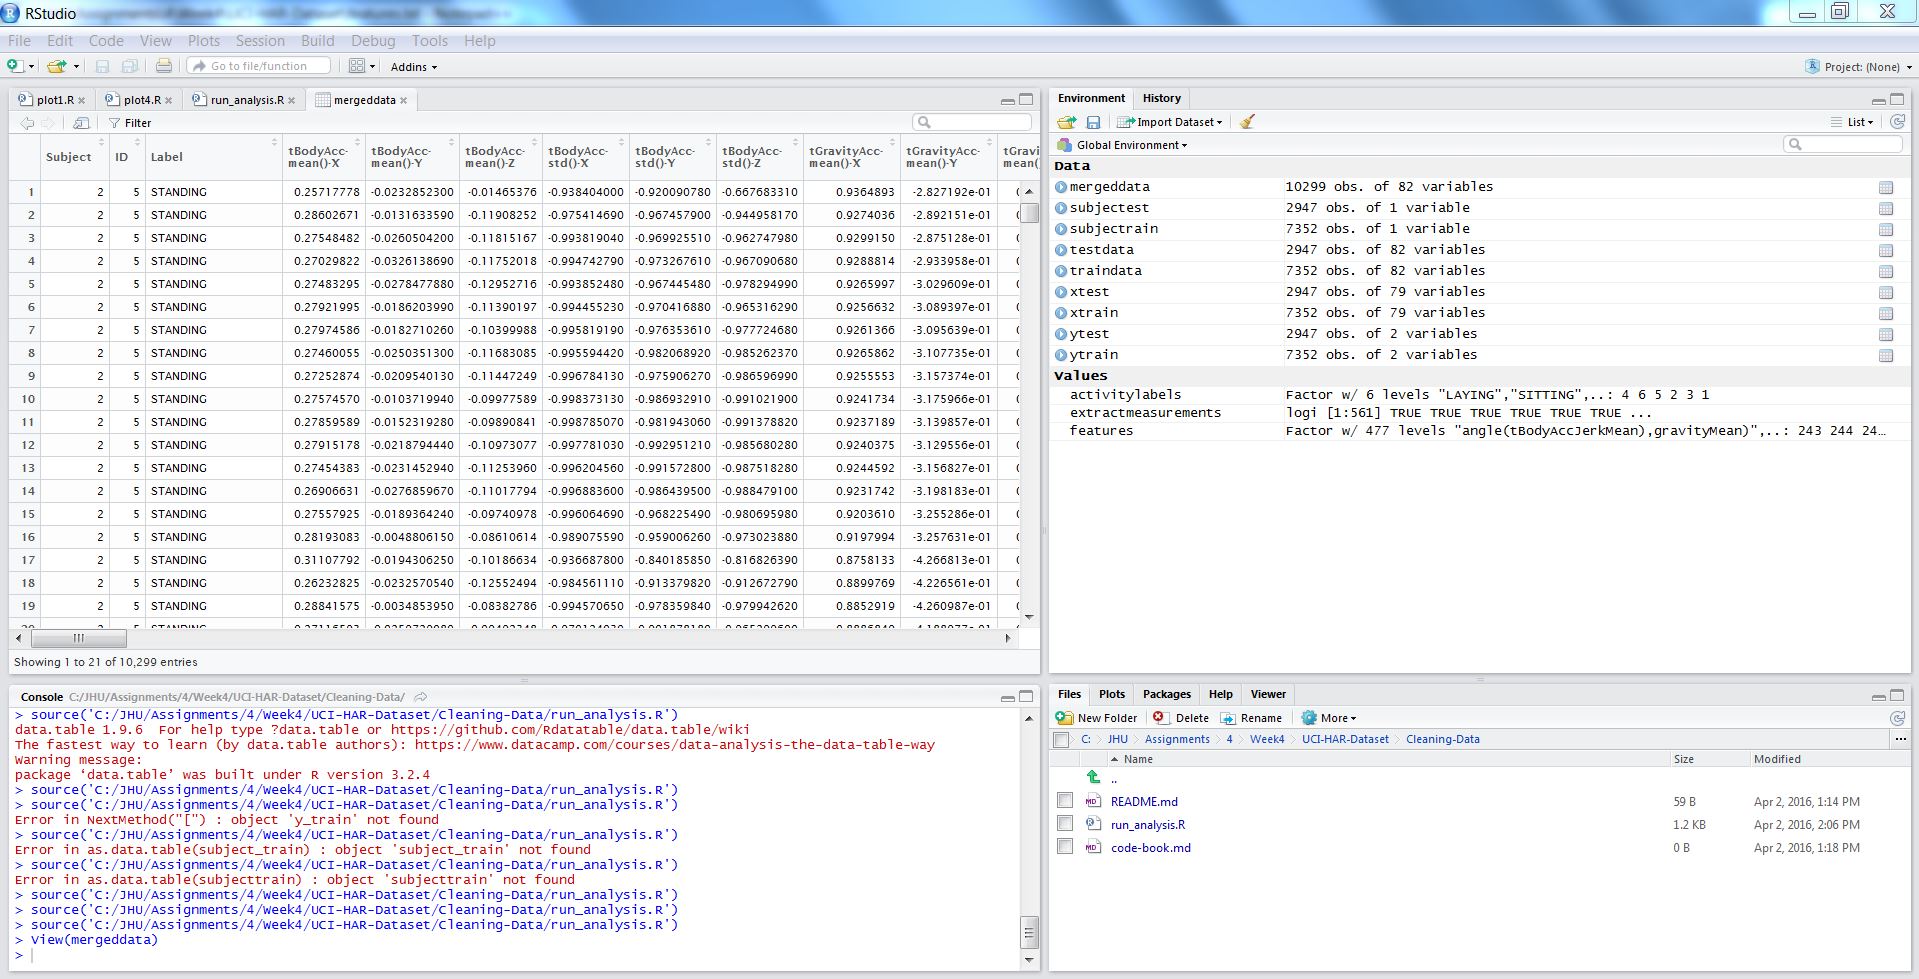 RStudio
File Edit Code View Plots Session Build Debug Tools Help
Go to file/function Addins Project: (None)
plot1.R plot4.R run_analysis.R mergeddata
Filter
Subject ID Label tBodyAcc-mean()-X tBodyAcc-mean()-Y tBodyAcc-mean()-Z tBodyAcc-std()-X tBodyAcc-std()-Y tBodyAcc-std()-Z tGravityAcc-mean()-X tGravityAcc-mean()-Y
1 2 5 STANDING 0.25717778 -0.0232852300 -0.01465376 -0.938404000 -0.920090780 -0.667683310 0.9364893 -2.827192e-01
2 2 5 STANDING 0.28602671 -0.0131633590 -0.11908252 -0.975414690 -0.967457900 -0.944958170 0.9274036 -2.892151e-01
3 2 5 STANDING 0.27548482 -0.0260504200 -0.11815167 -0.993819040 -0.969925510 -0.962747980 0.9299150 -2.875128e-01
4 2 5 STANDING 0.27029822 -0.0326138690 -0.11752018 -0.994742790 -0.973267610 -0.967090680 0.9288814 -2.933958e-01
5 2 5 STANDING 0.27483295 -0.0278477880 -0.12952716 -0.993852480 -0.967445480 -0.978294990 0.9265997 -3.029609e-01
6 2 5 STANDING 0.27921995 -0.0186203990 -0.11390197 -0.994455230 -0.970416880 -0.965316290 0.9256632 -3.089397e-01
7 2 5 STANDING 0.27974586 -0.0182710260 -0.10399988 -0.995819190 -0.976353610 -0.977724680 0.9261366 -3.095639e-01
8 2 5 STANDING 0.27460055 -0.0250351300 -0.11683085 -0.995594420 -0.982068920 -0.985262370 0.9265862 -3.107735e-01
9 2 5 STANDING 0.27252874 -0.0209540130 -0.11447249 -0.996784130 -0.975906270 -0.986596990 0.9255553 -3.157374e-01
10 2 5 STANDING 0.27574570 -0.0103719940 -0.09977589 -0.998373130 -0.986932910 -0.991021900 0.9241734 -3.175966e-01
11 2 5 STANDING 0.27859589 -0.0152319280 -0.09890841 -0.998785070 -0.981943060 -0.991378820 0.9237189 -3.139857e-01
12 2 5 STANDING 0.27915178 -0.0218794440 -0.10973077 -0.997781030 -0.992951210 -0.985680280 0.9240375 -3.129556e-01
13 2 5 STANDING 0.27454383 -0.0231452940 -0.11253960 -0.996204560 -0.991572800 -0.987518280 0.9244592 -3.156827e-01
14 2 5 STANDING 0.26906631 -0.0276859670 -0.11017794 -0.996883600 -0.986439500 -0.988479100 0.9231742 -3.198183e-01
15 2 5 STANDING 0.27557925 -0.0189364240 -0.09740978 -0.996064690 -0.968225490 -0.980695980 0.9203610 -3.255286e-01
16 2 5 STANDING 0.28193083 -0.0048806150 -0.08610614 -0.989075590 -0.959006260 -0.973023880 0.9197994 -3.257631e-01
17 2 5 STANDING 0.31107792 -0.0194306250 -0.10186634 -0.936687800 -0.840185850 -0.816826390 0.8758133 -4.266813e-01
18 2 5 STANDING 0.26232825 -0.0232570540 -0.12552494 -0.984561110 -0.913379820 -0.912672790 0.8899769 -4.226561e-01
19 2 5 STANDING 0.28841575 -0.0034853950 -0.08382786 -0.994570650 -0.978359840 -0.979942620 0.8852919 -4.260987e-01
Showing 1 to 21 of 10,299 entries
Console C:/JHU/Assignments/4/Week4/UCI-HAR-Dataset/Cleaning-Data/
> source('C:/JHU/Assignments/4/Week4/UCI-HAR-Dataset/Cleaning-Data/run_analysis.R')
data.table 1.9.6 For help type ?data.table or https://github.com/Rdatatable/data.table/wiki
The fastest way to learn (by data.table authors): https://www.datacamp.com/courses/data-analysis-the-data-table-way
Warning message:
package ‘data.table’ was built under R version 3.2.4
> source('C:/JHU/Assignments/4/Week4/UCI-HAR-Dataset/Cleaning-Data/run_analysis.R')
> source('C:/JHU/Assignments/4/Week4/UCI-HAR-Dataset/Cleaning-Data/run_analysis.R')
Error in NextMethod("[") : object 'y_train' not found
> source('C:/JHU/Assignments/4/Week4/UCI-HAR-Dataset/Cleaning-Data/run_analysis.R')
Error in as.data.table(subject_train) : object 'subject_train' not found
> source('C:/JHU/Assignments/4/Week4/UCI-HAR-Dataset/Cleaning-Data/run_analysis.R')
Error in as.data.table(subjecttrain) : object 'subjecttrain' not found
> source('C:/JHU/Assignments/4/Week4/UCI-HAR-Dataset/Cleaning-Data/run_analysis.R')
> source('C:/JHU/Assignments/4/Week4/UCI-HAR-Dataset/Cleaning-Data/run_analysis.R')
> source('C:/JHU/Assignments/4/Week4/UCI-HAR-Dataset/Cleaning-Data/run_analysis.R')
> View(mergeddata)
>
Environment History
Import Dataset List
Global Environment
Data
mergeddata 10299 obs. of 82 variables
subjectest 2947 obs. of 1 variable
subjectrain 7352 obs. of 1 variable
testdata 2947 obs. of 82 variables
traindata 7352 obs. of 82 variables
xtest 2947 obs. of 79 variables
xtrain 7352 obs. of 79 variables
ytest 2947 obs. of 2 variables
ytrain 7352 obs. of 2 variables
Values
activitylabels Factor w/ 6 levels "LAYING","SITTING",..: 4 6 5 2 3 1
extractmeasurements logi [1:561] TRUE TRUE TRUE TRUE TRUE TRUE ...
features Factor w/ 477 levels "angle(tBodyAccJerkMean),gravityMean)",..: 243 244 24…
Files Plots Packages Help Viewer
New Folder Delete Rename More
C: JHU Assignments 4 Week4 UCI-HAR-Dataset Cleaning-Data ...
Name Size Modified
..
README.md 59 B Apr 2, 2016, 1:14 PM
run_analysis.R 1.2 KB Apr 2, 2016, 2:06 PM
code-book.md 0 B Apr 2, 2016, 1:18 PM